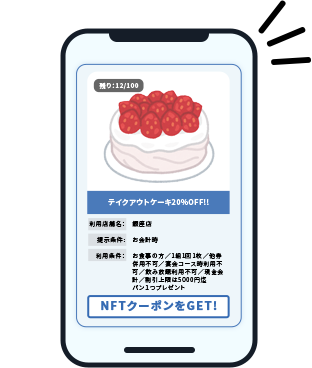 残り:12/100
テイクアウトケーキ20%OFF!!
利用店舗名: 銀座店
提示条件: お会計時
利用条件: お食事の方／1組1回1枚／他券
併用不可／宴会コース時利用不
可／飲み放題利用不可／現金会
計／割引上限は5000円迄
パン1つプレゼント
NFTクーポンをGET!